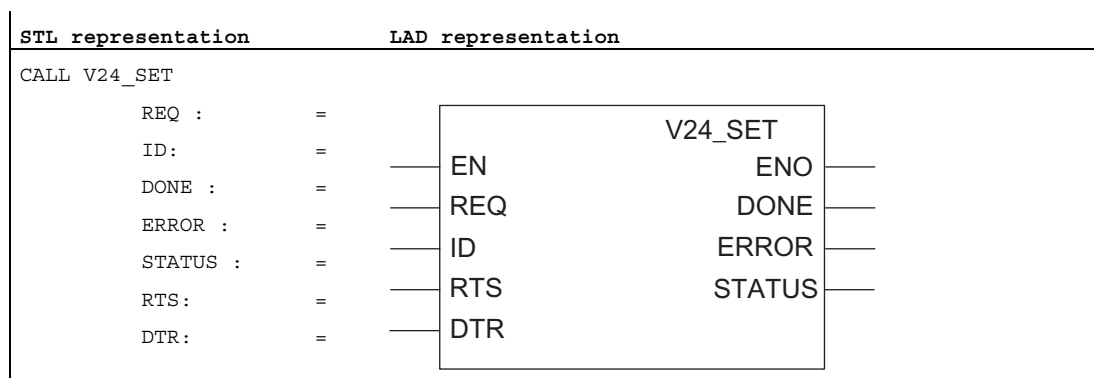 STL representation LAD representation
CALL V24_SET
REQ : =
ID: =
DONE : =
ERROR : =
STATUS : =
RTS: =
DTR: =
V24_SET
EN ENO
REQ DONE
ID ERROR
RTS STATUS
DTR